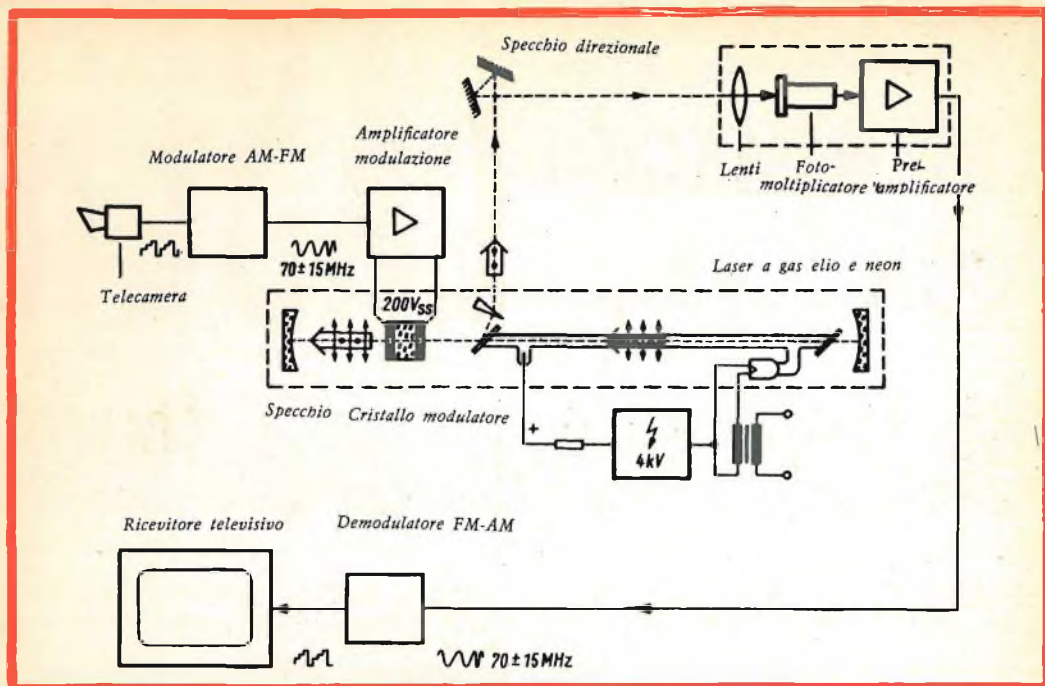 Specchio direzionale
Amplificatore
modulazione
Modulatore AM-FM
Lenti
Foto-
moltiplicatore
Pre-
amplificatore
70±15MHz
Telecamera
Laser a gas elio e neon
200Vss
Specchio
Cristallo modulatore
+
4kV
Ricevitore televisivo
Demodulatore FM-AM
70±15MHz